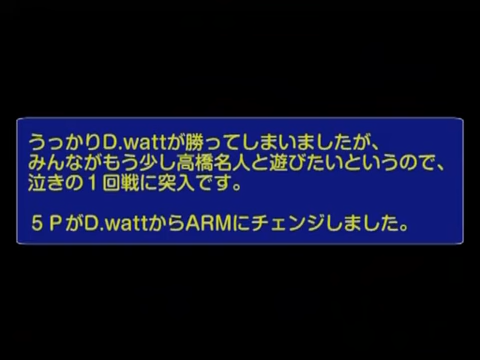 うっかりD.wattが勝ってしまいましたが、
みんながもう少し高橋名人と遊びたいというので、
泣きの１回戦に突入です。
５ＰがD.wattからARMにチェンジしました。